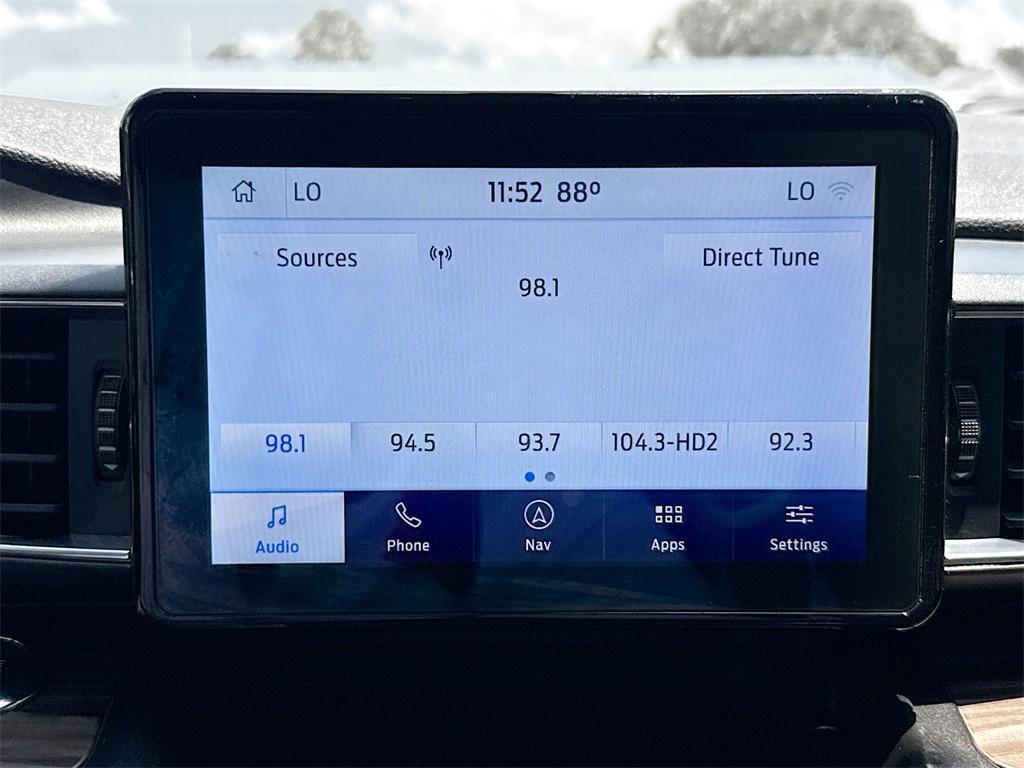 LO 11:52 88º LO
Sources Direct Tune
98.1
98.1 94.5 93.7 104.3-HD2 92.3
Audio Phone Nav Apps Settings